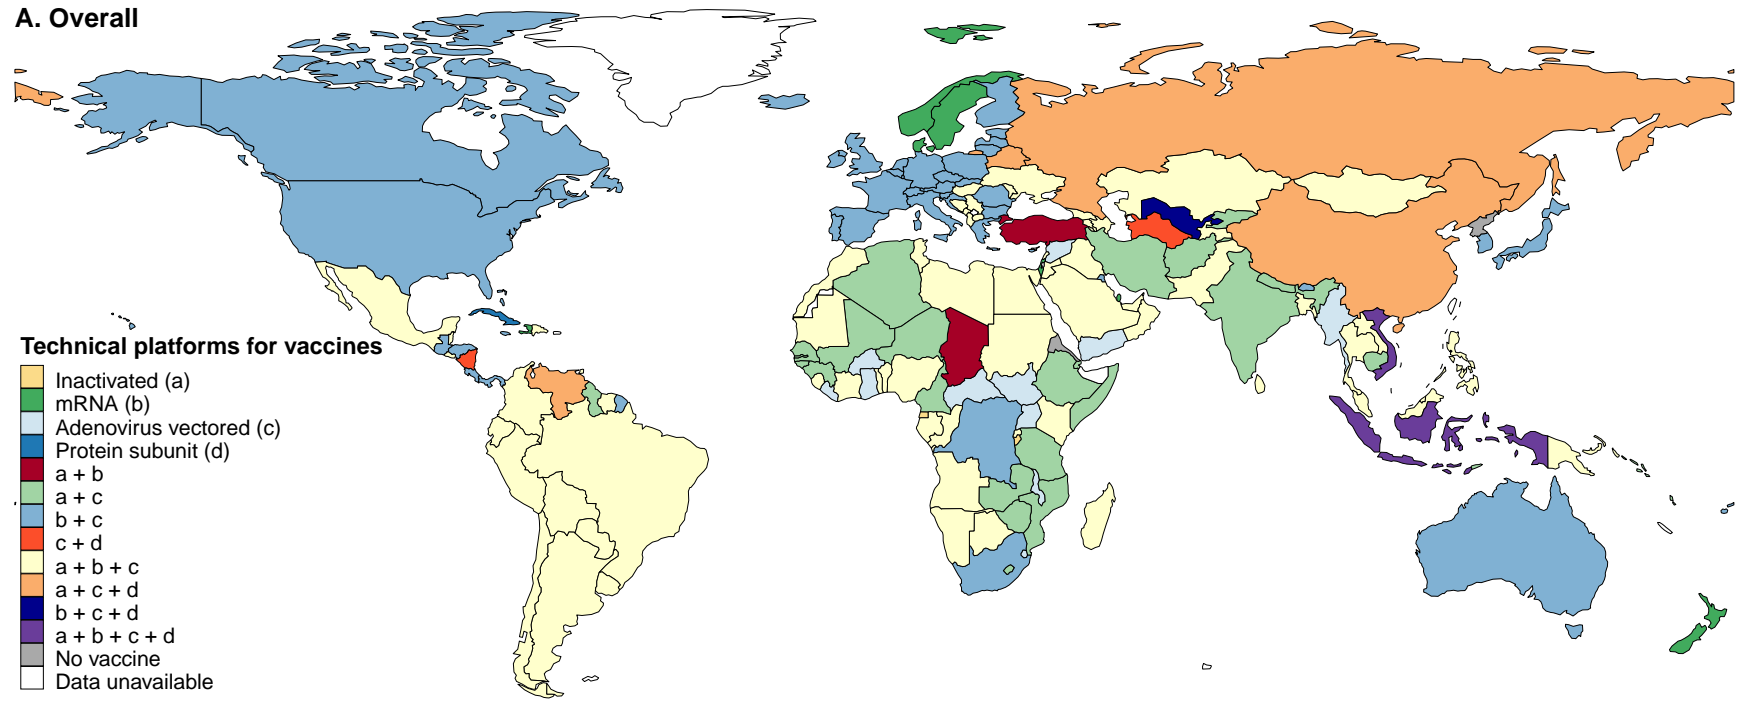 A. Overall
Technical platforms for vaccines
Inactivated (a)
mRNA (b)
Adenovirus vectored (c)
Protein subunit (d)
a + b
a + c
b + c
c + d
a + b + c
a + c + d
b + c + d
a + b + c + d
No vaccine
Data unavailable